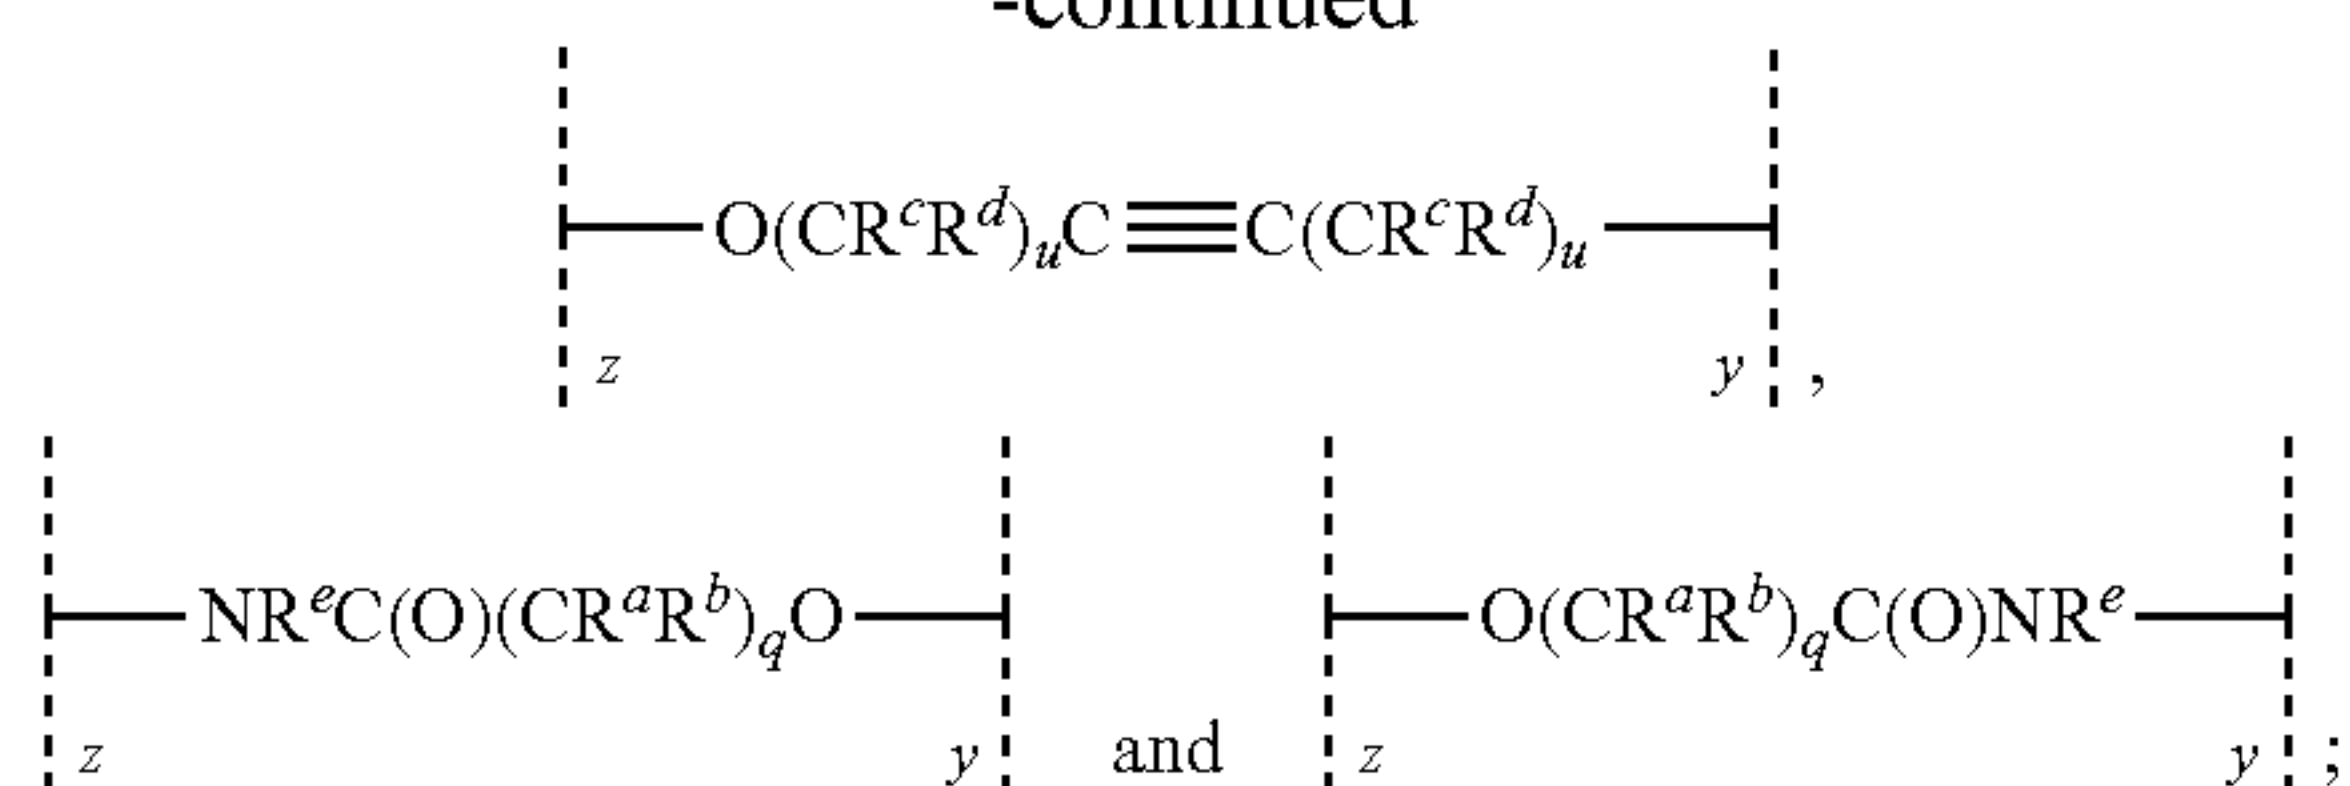 -continued
O(CR^cR^d)_uC≡C(CR^cR^d)_u
z y ,
NR^eC(O)(CR^aR^b)_qO O(CR^aR^b)_qC(O)NR^e
z y and z y ;